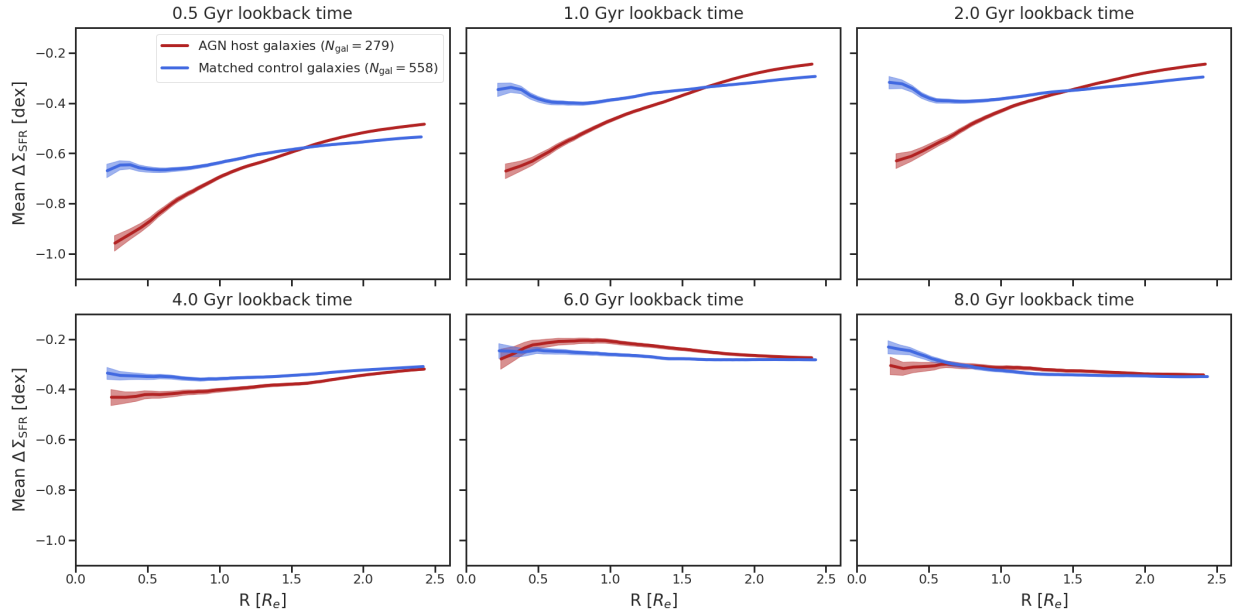 0.5 Gyr lookback time
1.0 Gyr lookback time
2.0 Gyr lookback time
AGN host galaxies (N_gal = 279)
Matched control galaxies (N_gal = 558)
Mean Δ Σ_SFR [dex]
−0.2
−0.4
−0.6
−0.8
−1.0
4.0 Gyr lookback time
6.0 Gyr lookback time
8.0 Gyr lookback time
Mean Δ Σ_SFR [dex]
−0.2
−0.4
−0.6
−0.8
−1.0
0.0 0.5 1.0 1.5 2.0 2.5
0.0 0.5 1.0 1.5 2.0 2.5
0.0 0.5 1.0 1.5 2.0 2.5
R [R_e]
R [R_e]
R [R_e]